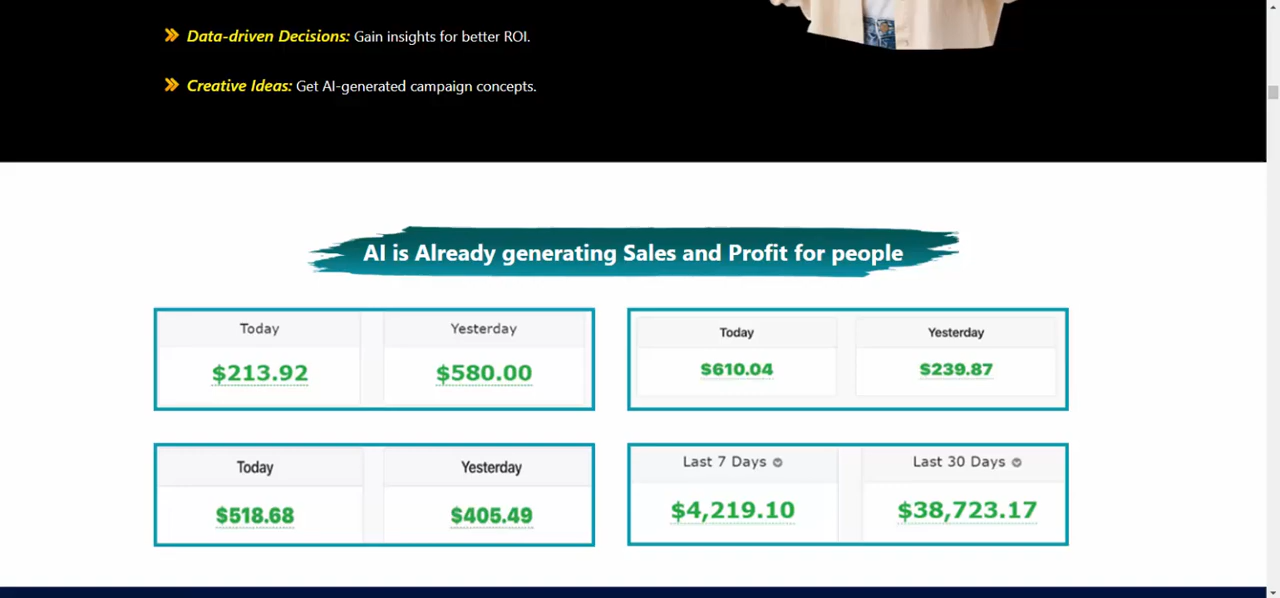 Data-driven Decisions: Gain insights for better ROI.
Creative Ideas: Get AI-generated campaign concepts.
AI is Already generating Sales and Profit for people
Today Yesterday
$213.92 $580.00
Today Yesterday
$610.04 $239.87
Today Yesterday
$518.68 $405.49
Last 7 Days Last 30 Days
$4,219.10 $38,723.17